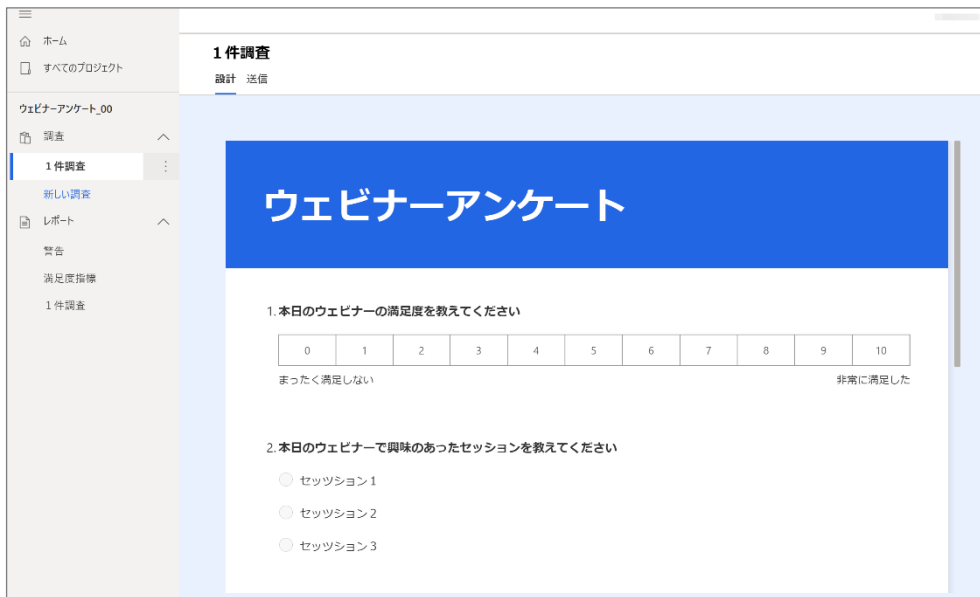 ホーム
すべてのプロジェクト
ウェビナーアンケート_00
調査
1件調査
新しい調査
レポート
警告
満足度指標
1件調査
1件調査
設計 送信
ウェビナーアンケート
1. 本日のウェビナーの満足度を教えてください
0 1 2 3 4 5 6 7 8 9 10
まったく満足しない 非常に満足した
2. 本日のウェビナーで興味のあったセッションを教えてください
セッツション1
セッツション2
セッツション3